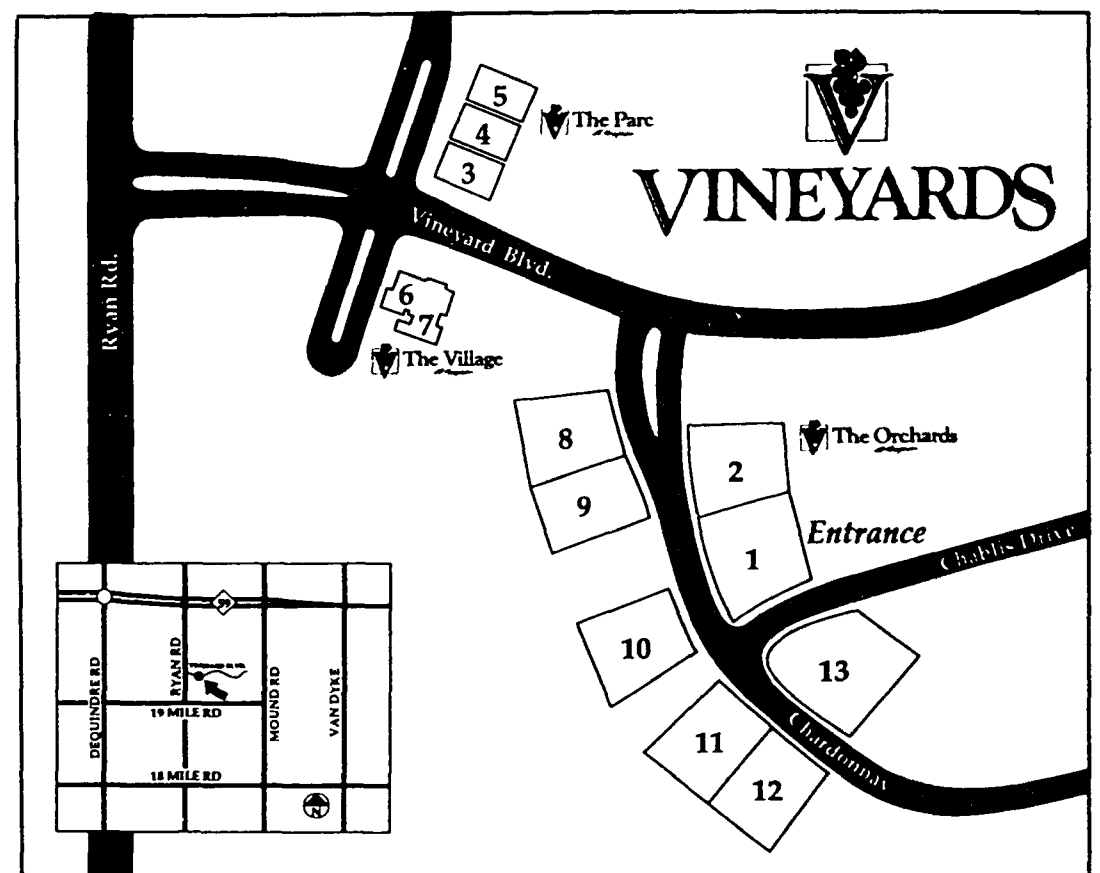 5
4
3
The Parc
VINEYARDS
Vineyard Blvd.
Ryan Rd.
6
7
The Village
8
9
2
1
The Orchards
Entrance
Chablis Drive
10
13
11
12
Chardonnay
59
DEQUINDRE RD
RYAN RD
MOUND RD
VAN DYKE
19 MILE RD
18 MILE RD
N